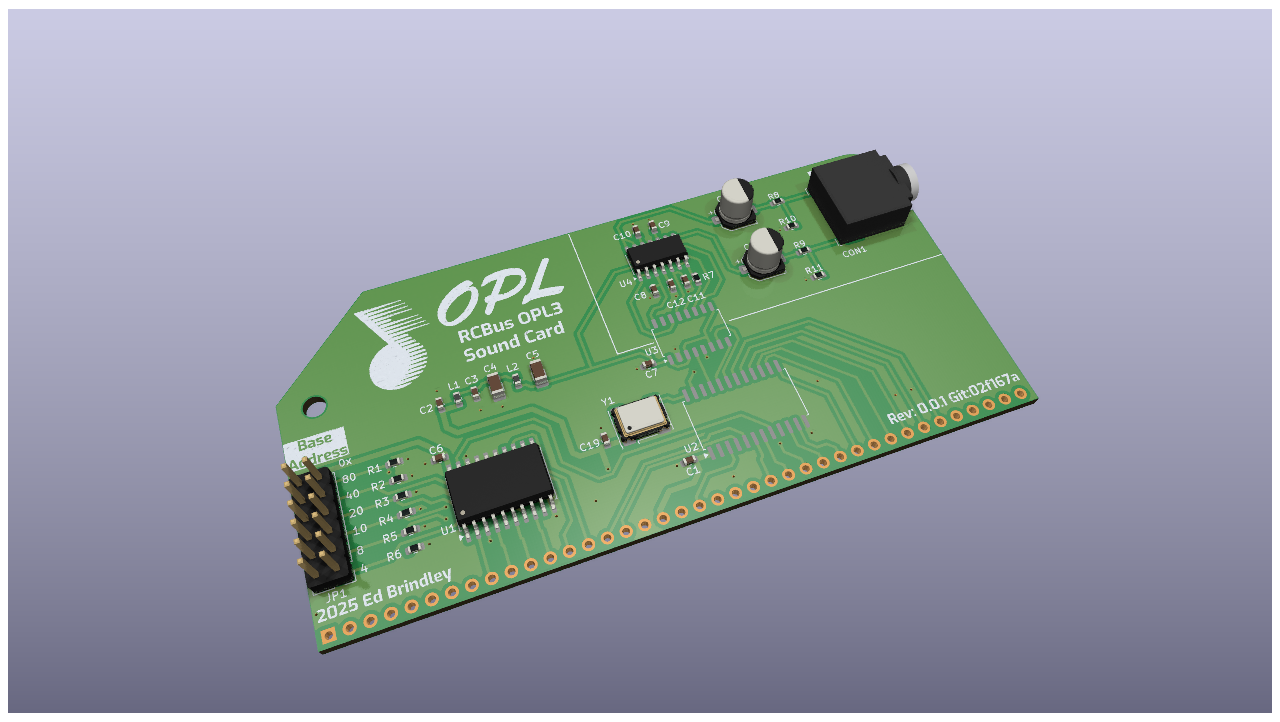 OPL
RCBus OPL3
Sound Card
C10
C9
U4
C8
C12
C11
R7
R8
R10
R9
R11
CON1
U3
C7
C2
L1
C3
C4
L2
C5
Y1
C19
U2
C1
Base
Address
0x
80
40
20
10
8
4
R1
R2
R3
R4
R5
R6
C6
U1
JP1
2025 Ed Brindley
Rev: 0.0.1 Git:02f167a